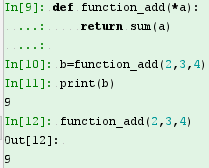 In[9]: def function_add(*a):
....:     return sum(a)
....:
In[10]: b=function_add(2,3,4)
In[11]: print(b)
9
In[12]: function_add(2,3,4)
Out[12]:
9